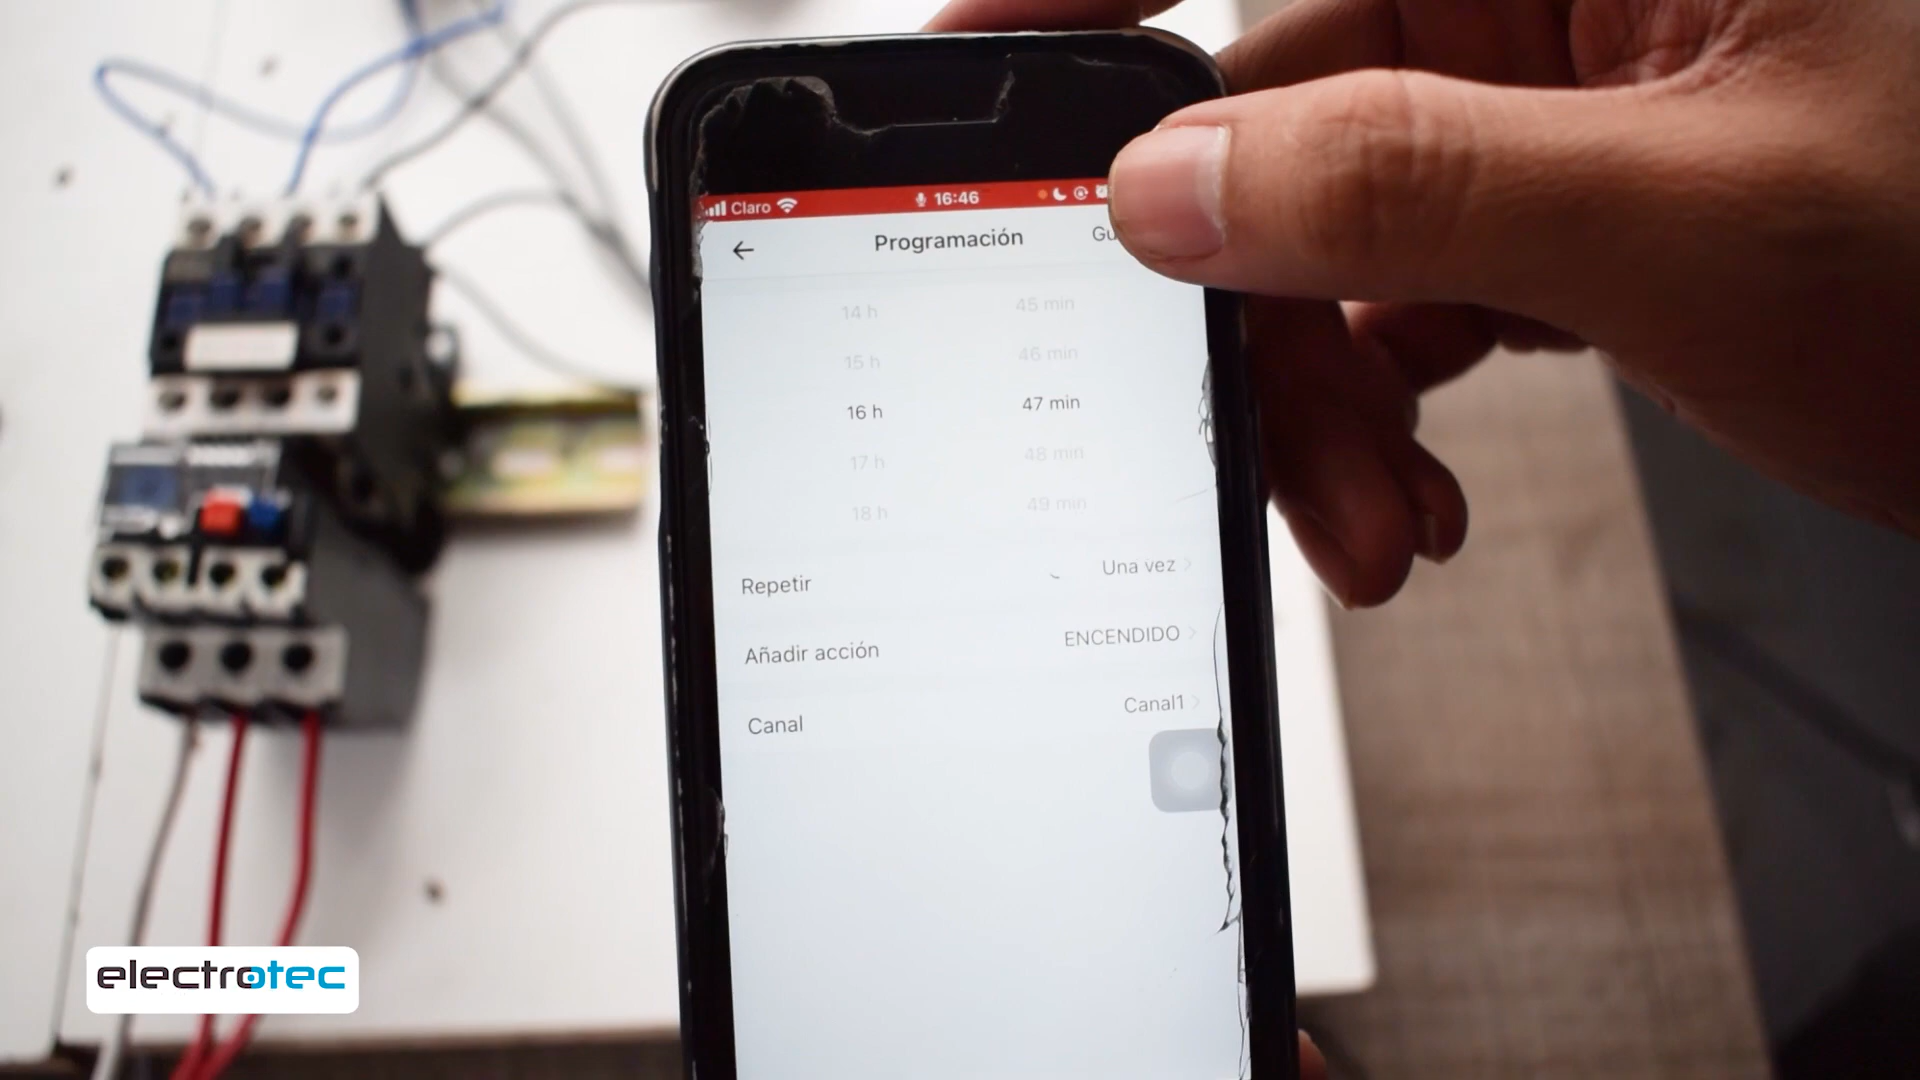 Claro
16:46
Programación
Gu
14 h 45 min
15 h 46 min
16 h 47 min
17 h 48 min
18 h 49 min
Repetir Una vez
Añadir acción ENCENDIDO
Canal Canal1
electrotec